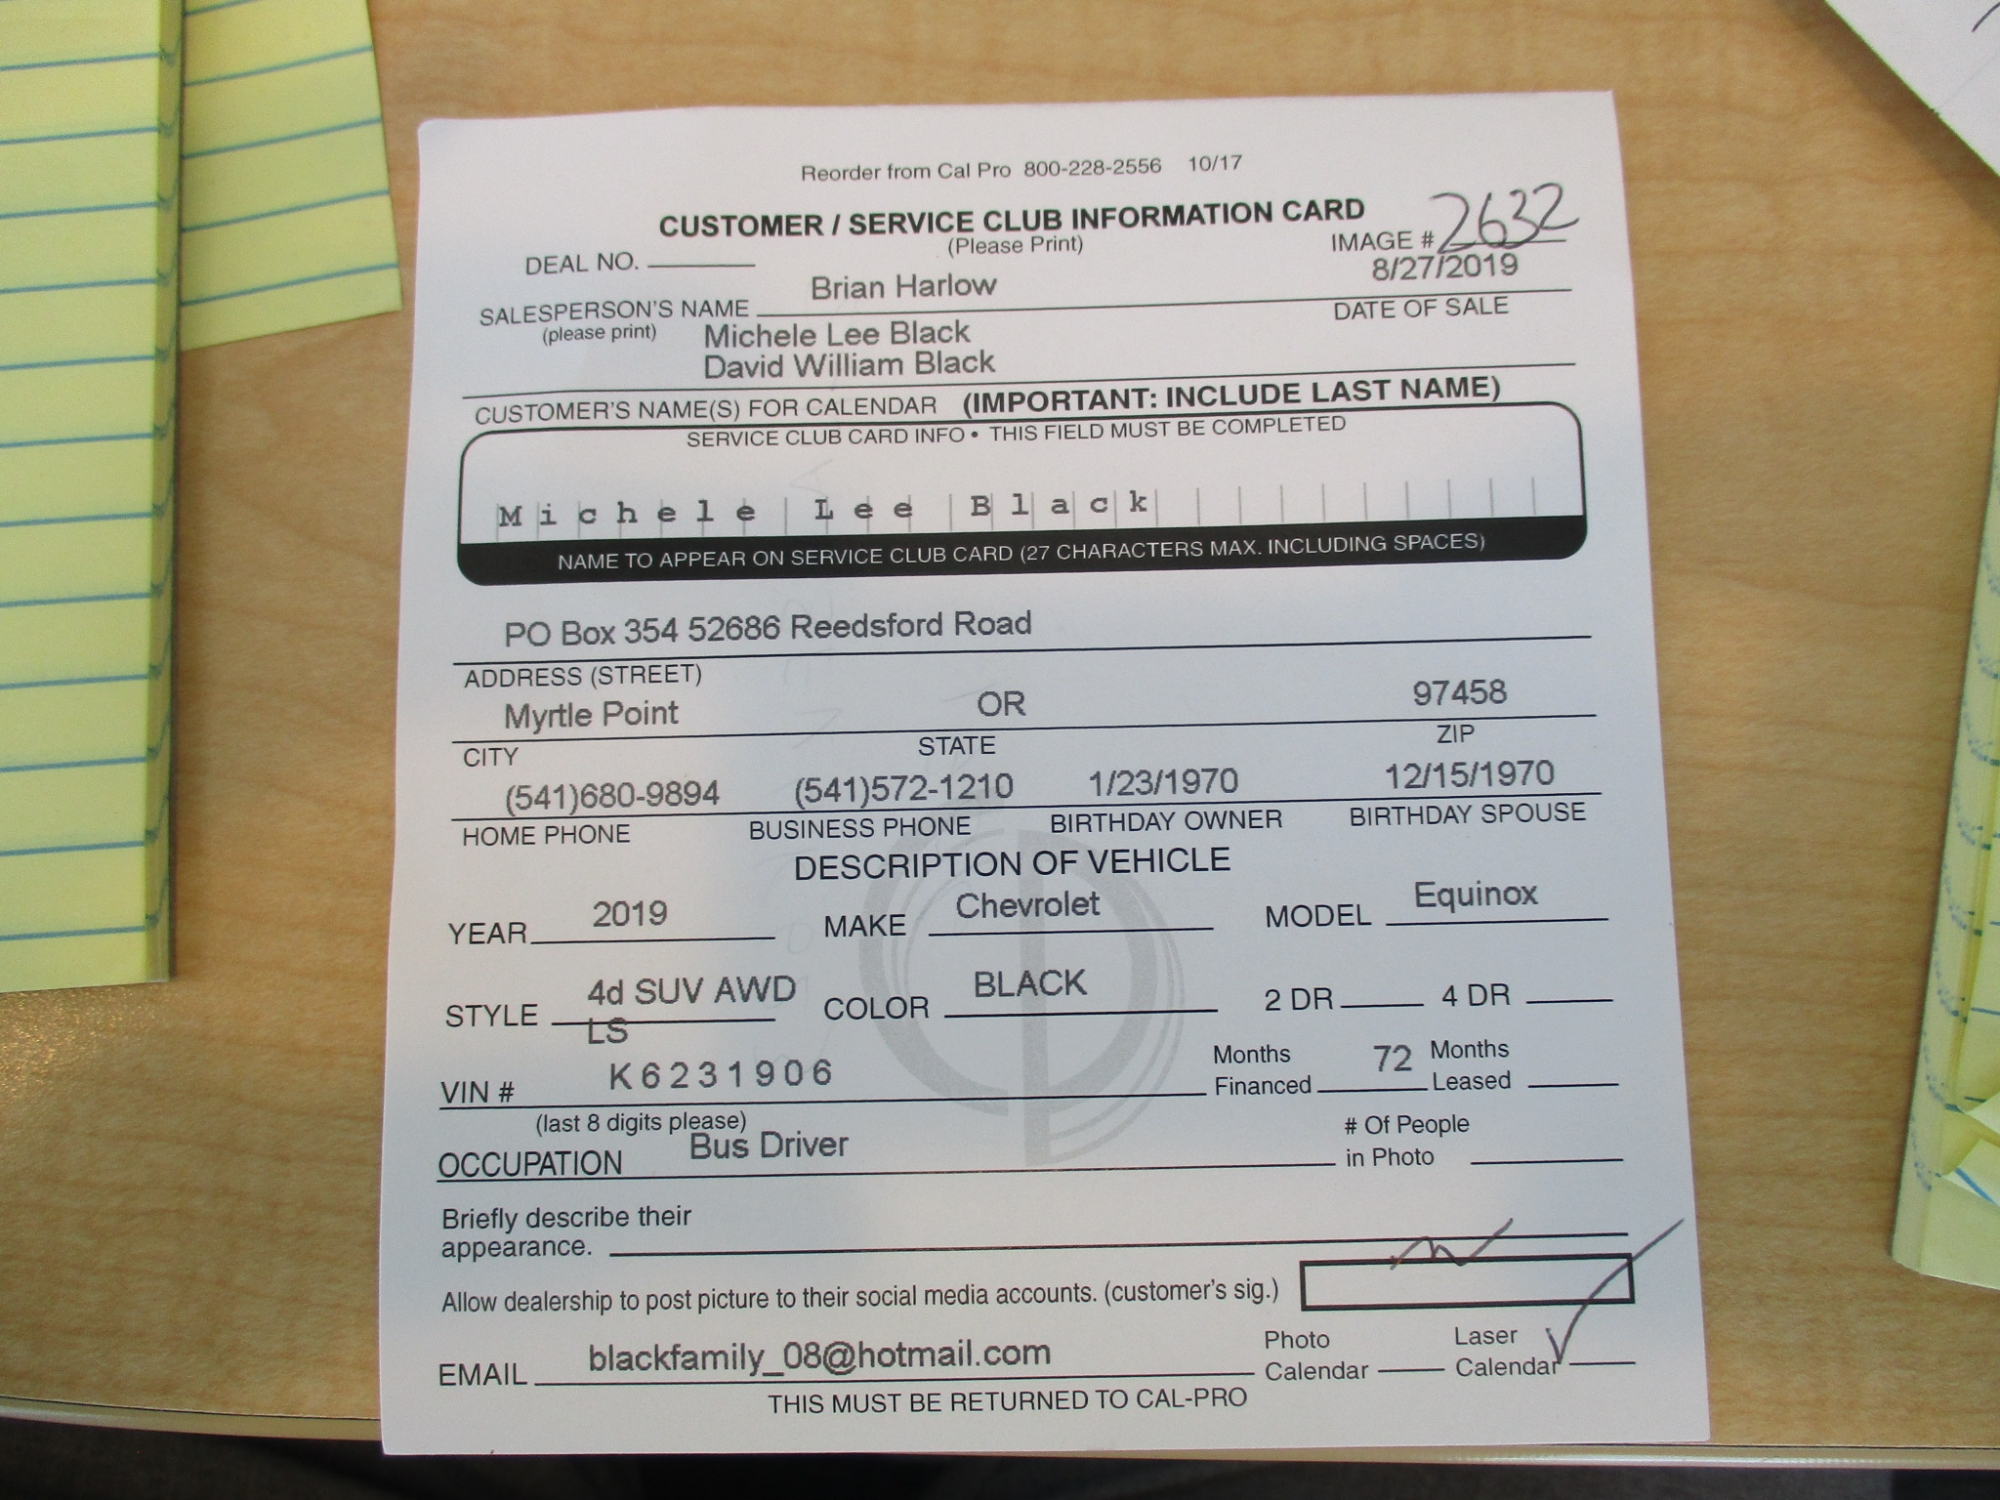 Reorder from Cal Pro 800-228-2556 10/17
CUSTOMER / SERVICE CLUB INFORMATION CARD
(Please Print)
DEAL NO.
IMAGE # 2632
8/27/2019
Brian Harlow
SALESPERSON'S NAME
DATE OF SALE
(please print)
Michele Lee Black
David William Black
CUSTOMER'S NAME(S) FOR CALENDAR (IMPORTANT: INCLUDE LAST NAME)
SERVICE CLUB CARD INFO • THIS FIELD MUST BE COMPLETED
Michele Lee Black
NAME TO APPEAR ON SERVICE CLUB CARD (27 CHARACTERS MAX. INCLUDING SPACES)
PO Box 354 52686 Reedsford Road
ADDRESS (STREET)
Myrtle Point OR 97458
CITY STATE ZIP
(541)680-9894 (541)572-1210 1/23/1970 12/15/1970
HOME PHONE BUSINESS PHONE BIRTHDAY OWNER BIRTHDAY SPOUSE
DESCRIPTION OF VEHICLE
YEAR 2019 MAKE Chevrolet MODEL Equinox
STYLE 4d SUV AWD COLOR BLACK 2 DR 4 DR
LS
VIN # K6231906 Months Financed 72 Months Leased
(last 8 digits please)
OCCUPATION Bus Driver # Of People in Photo
Briefly describe their
appearance.
Allow dealership to post picture to their social media accounts. (customer's sig.)
EMAIL blackfamily_08@hotmail.com Photo Calendar Laser Calendar
THIS MUST BE RETURNED TO CAL-PRO